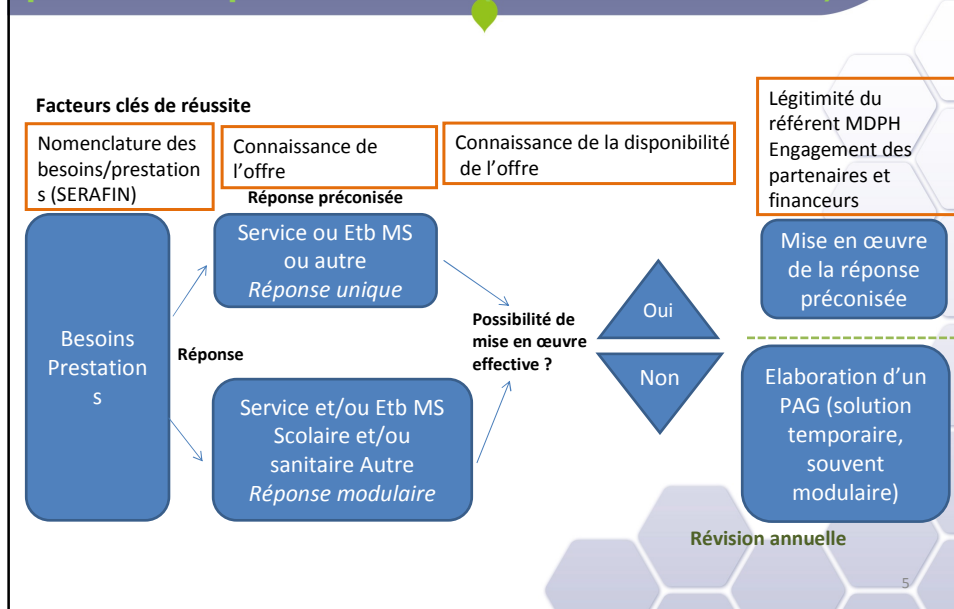 Facteurs clés de réussite
Nomenclature des
besoins/prestation
s (SERAFIN)
Connaissance de
l’offre
Connaissance de la disponibilité
de l’offre
Légitimité du
référent MDPH
Engagement des
partenaires et
financeurs
Réponse préconisée
Besoins
Prestation
s
Réponse
Service ou Etb MS
ou autre
Réponse unique
Service et/ou Etb MS
Scolaire et/ou
sanitaire Autre
Réponse modulaire
Possibilité de
mise en œuvre
effective ?
Oui
Non
Mise en œuvre
de la réponse
préconisée
Elaboration d’un
PAG (solution
temporaire,
souvent
modulaire)
Révision annuelle
5